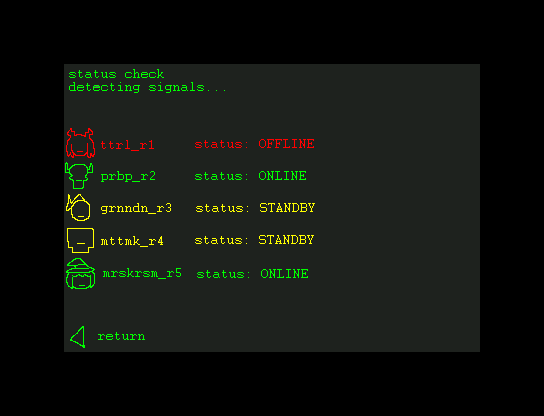 status check
detecting signals...
ttrl_r1 status: OFFLINE
prbp_r2 status: ONLINE
grnndn_r3 status: STANDBY
mttmk_r4 status: STANDBY
mrskrsm_r5 status: ONLINE
return